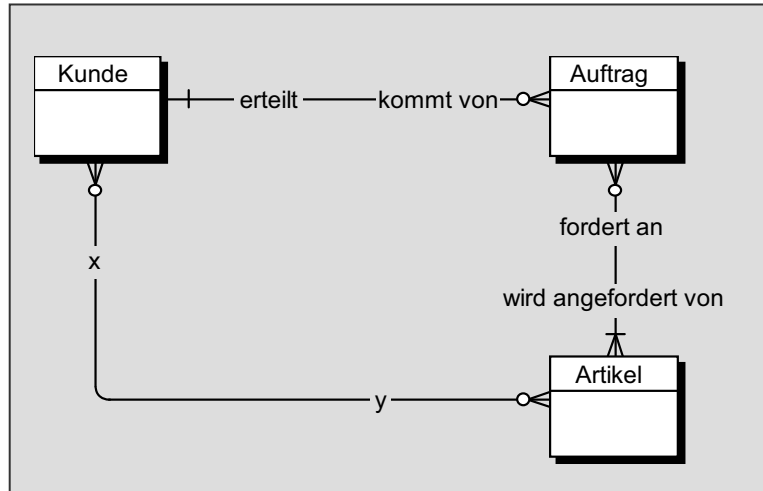 Kunde
Auftrag
erteilt
kommt von
fordert an
x
wird angefordert von
Artikel
y